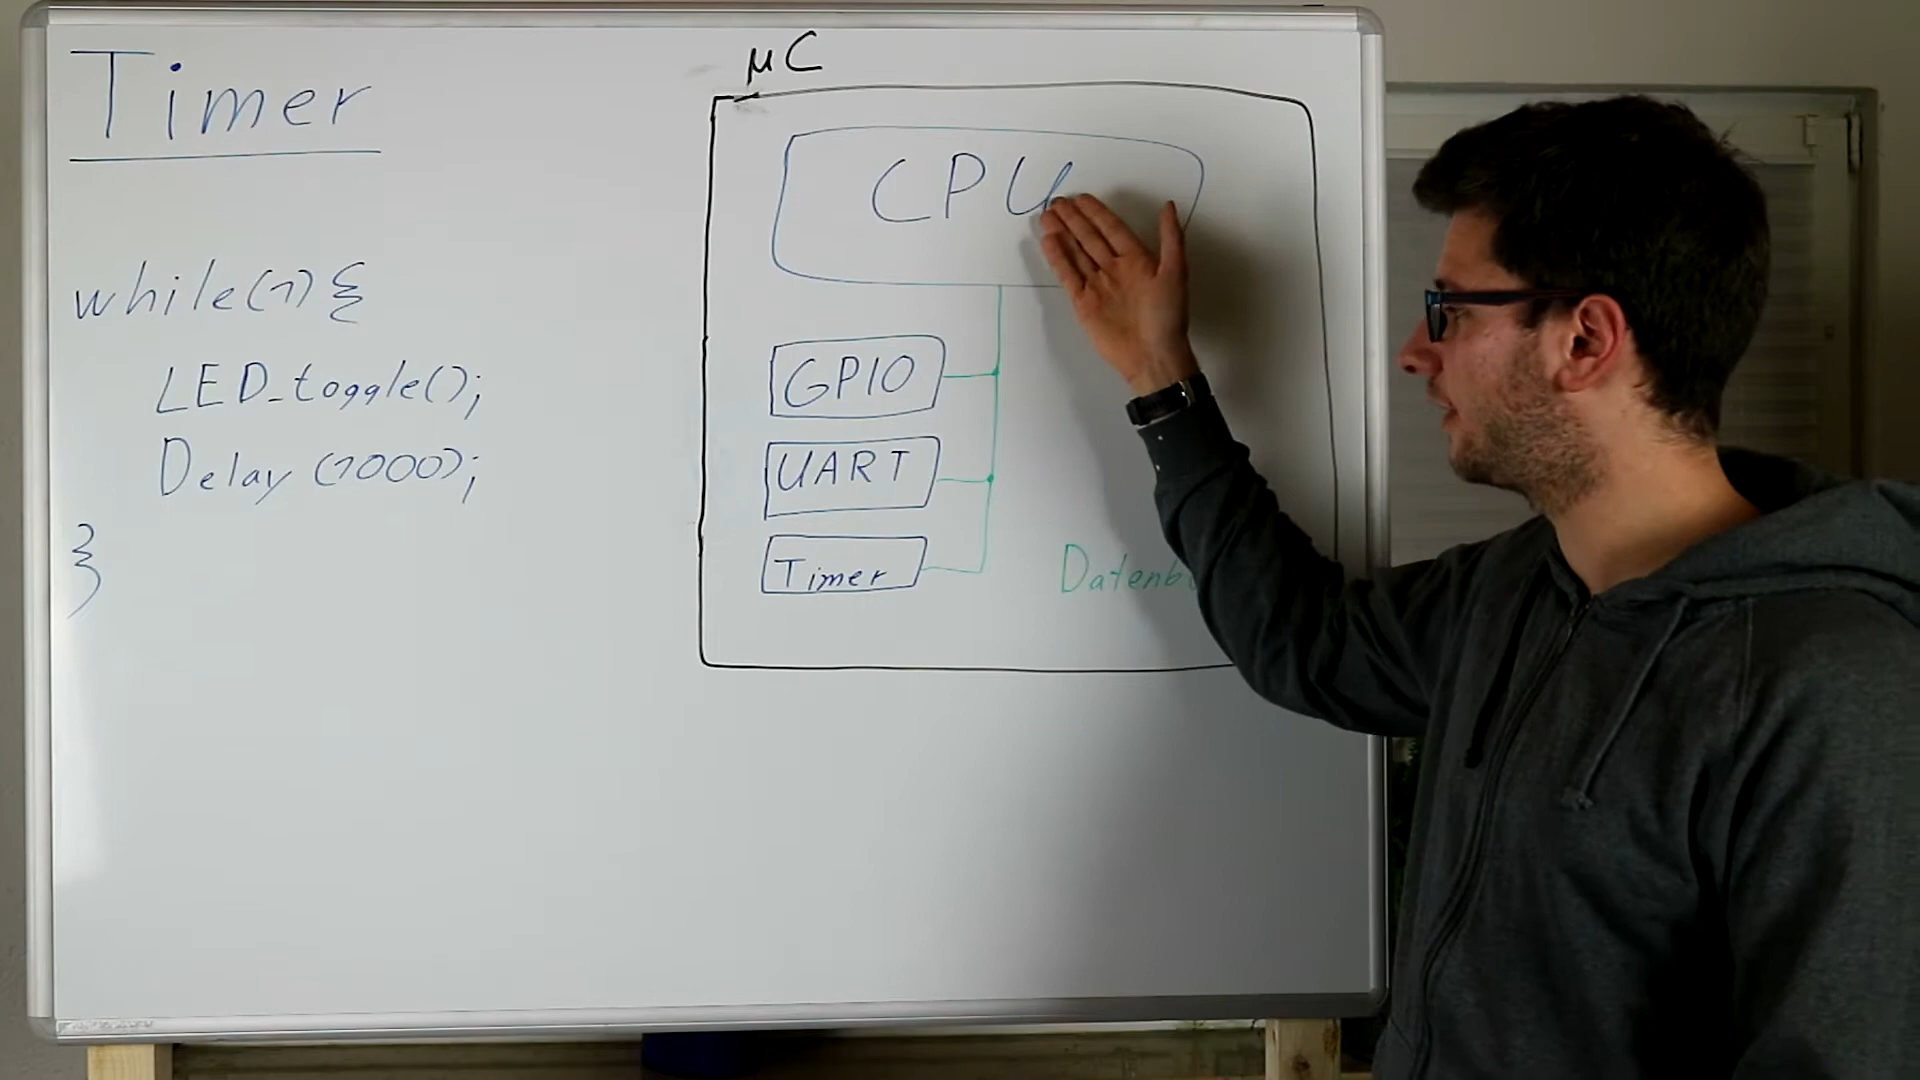 Timer
while(1){
LED_toggle();
Delay(1000);
}
µC
CPU
GPIO
UART
Timer